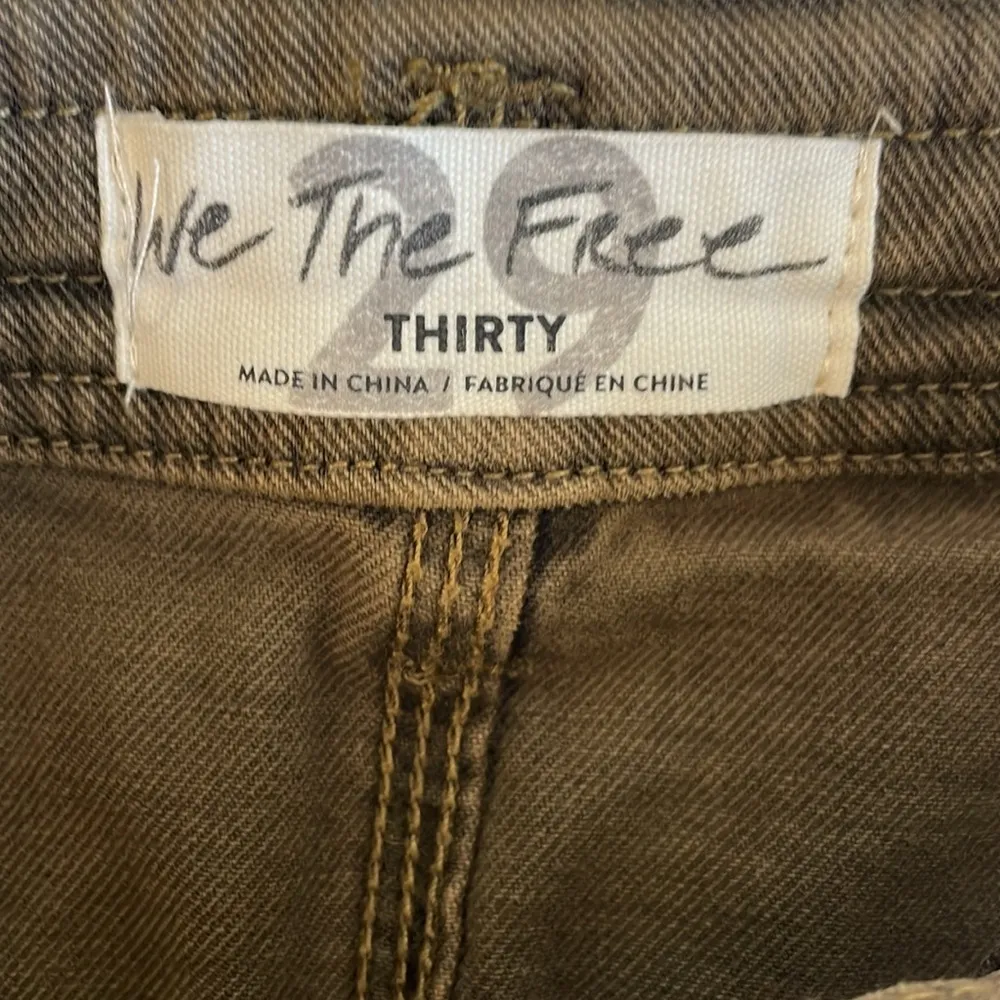 29
We The Free
THIRTY
MADE IN CHINA / FABRIQUÉ EN CHINE